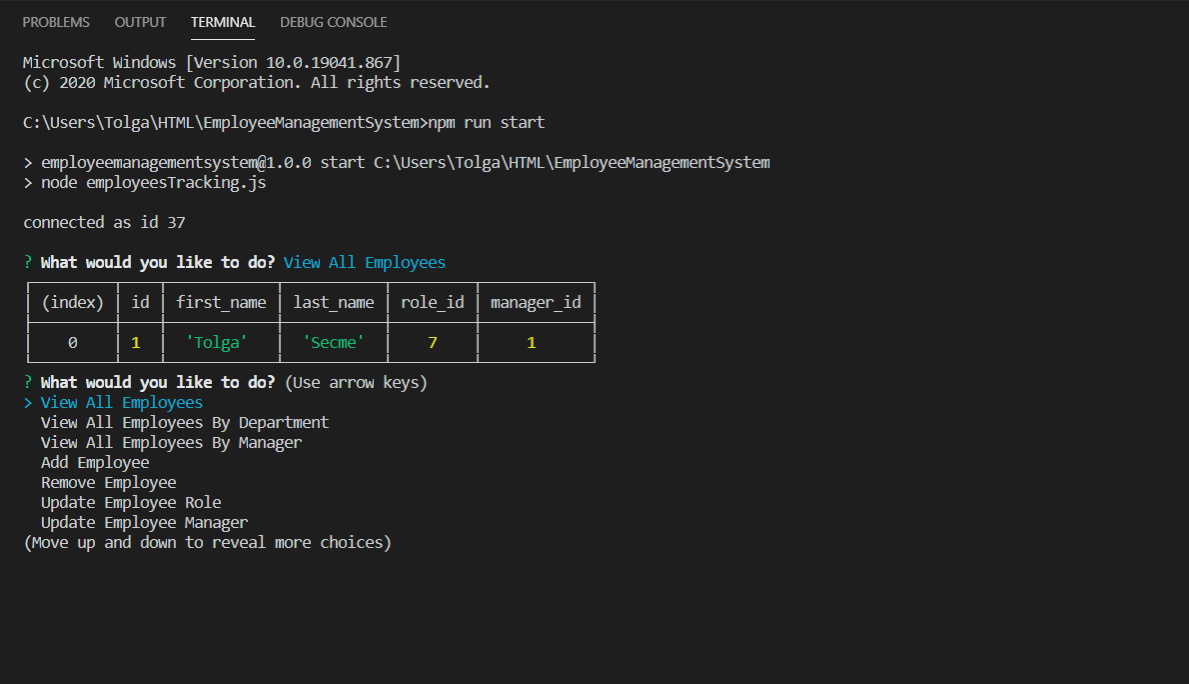 PROBLEMS OUTPUT TERMINAL DEBUG CONSOLE
Microsoft Windows [Version 10.0.19041.867]
(c) 2020 Microsoft Corporation. All rights reserved.
C:\Users\Tolga\HTML\EmployeeManagementSystem>npm run start
> employeemanagementsystem@1.0.0 start C:\Users\Tolga\HTML\EmployeeManagementSystem
> node employeesTracking.js
connected as id 37
? What would you like to do? View All Employees
(index) id first_name last_name role_id manager_id
0 1 'Tolga' 'Secme' 7 1
? What would you like to do? (Use arrow keys)
> View All Employees
View All Employees By Department
View All Employees By Manager
Add Employee
Remove Employee
Update Employee Role
Update Employee Manager
(Move up and down to reveal more choices)